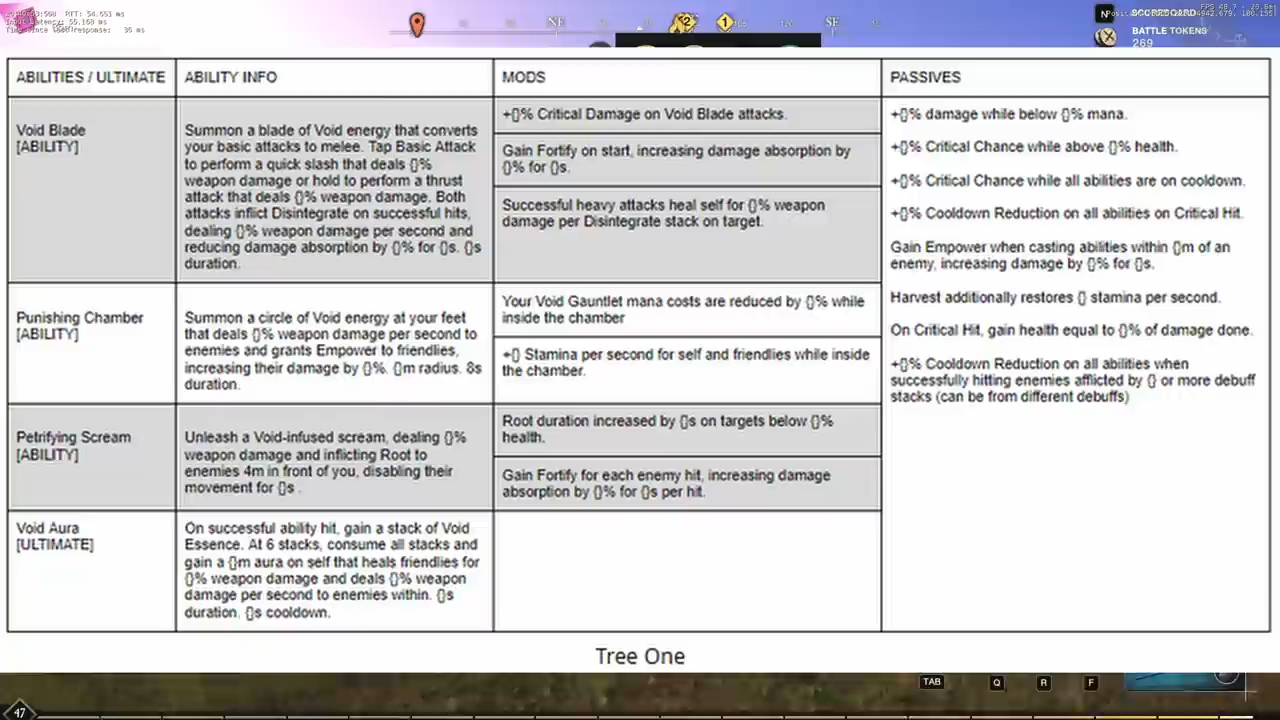 RTT: 54.653 ms
NE
2
1
SE
N
SCOREBOARD
BATTLE TOKENS
269
ABILITIES / ULTIMATE
ABILITY INFO
MODS
PASSIVES
Void Blade
[ABILITY]
Summon a blade of Void energy that converts
your basic attacks to melee. Tap Basic Attack
to perform a quick slash that deals {}%
weapon damage or hold to perform a thrust
attack that deals {}% weapon damage. Both
attacks inflict Disintegrate on successful hits,
dealing {}% weapon damage per second and
reducing damage absorption by {}% for {}s. {}s
duration.
+{}% Critical Damage on Void Blade attacks.
Gain Fortify on start, increasing damage absorption by
{}% for {}s.
Successful heavy attacks heal self for {}% weapon
damage per Disintegrate stack on target.
Punishing Chamber
[ABILITY]
Summon a circle of Void energy at your feet
that deals {}% weapon damage per second to
enemies and grants Empower to friendlies,
increasing their damage by {}%. {}m radius. 8s
duration.
Your Void Gauntlet mana costs are reduced by {}% while
inside the chamber
+{} Stamina per second for self and friendlies while inside
the chamber.
Petrifying Scream
[ABILITY]
Unleash a Void-infused scream, dealing {}%
weapon damage and inflicting Root to
enemies 4m in front of you, disabling their
movement for {}s .
Root duration increased by {}s on targets below {}%
health.
Gain Fortify for each enemy hit, increasing damage
absorption by {}% for {}s per hit.
Void Aura
[ULTIMATE]
On successful ability hit, gain a stack of Void
Essence. At 6 stacks, consume all stacks and
gain a {}m aura on self that heals friendlies for
{}% weapon damage and deals {}% weapon
damage per second to enemies within. {}s
duration. {}s cooldown.
+{}% damage while below {}% mana.
+{}% Critical Chance while above {}% health.
+{}% Critical Chance while all abilities are on cooldown.
+{}% Cooldown Reduction on all abilities on Critical Hit.
Gain Empower when casting abilities within {}m of an
enemy, increasing damage by {}% for {}s.
Harvest additionally restores {} stamina per second.
On Critical Hit, gain health equal to {}% of damage done.
+{}% Cooldown Reduction on all abilities when
successfully hitting enemies afflicted by {} or more debuff
stacks (can be from different debuffs)
Tree One
TAB
Q
R
F
47